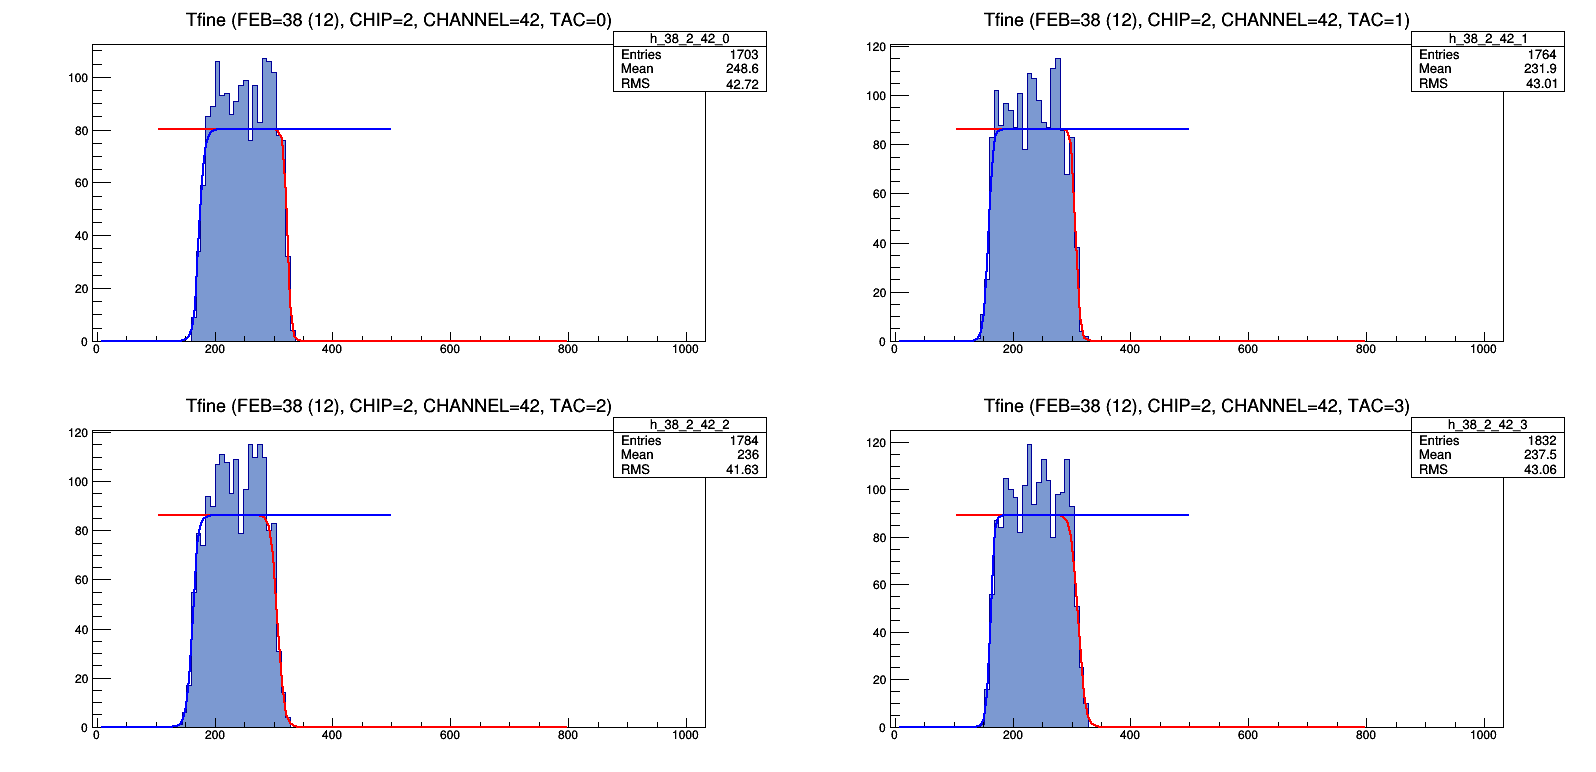 Tfine (FEB=38 (12), CHIP=2, CHANNEL=42, TAC=0)
h_38_2_42_0
Entries 1703
Mean 248.6
RMS 42.72
100
80
60
40
20
0
0 200 400 600 800 1000
Tfine (FEB=38 (12), CHIP=2, CHANNEL=42, TAC=1)
h_38_2_42_1
Entries 1764
Mean 231.9
RMS 43.01
120
100
80
60
40
20
0
0 200 400 600 800 1000
Tfine (FEB=38 (12), CHIP=2, CHANNEL=42, TAC=2)
h_38_2_42_2
Entries 1784
Mean 236
RMS 41.63
120
100
80
60
40
20
0
0 200 400 600 800 1000
Tfine (FEB=38 (12), CHIP=2, CHANNEL=42, TAC=3)
h_38_2_42_3
Entries 1832
Mean 237.5
RMS 43.06
120
100
80
60
40
20
0
0 200 400 600 800 1000